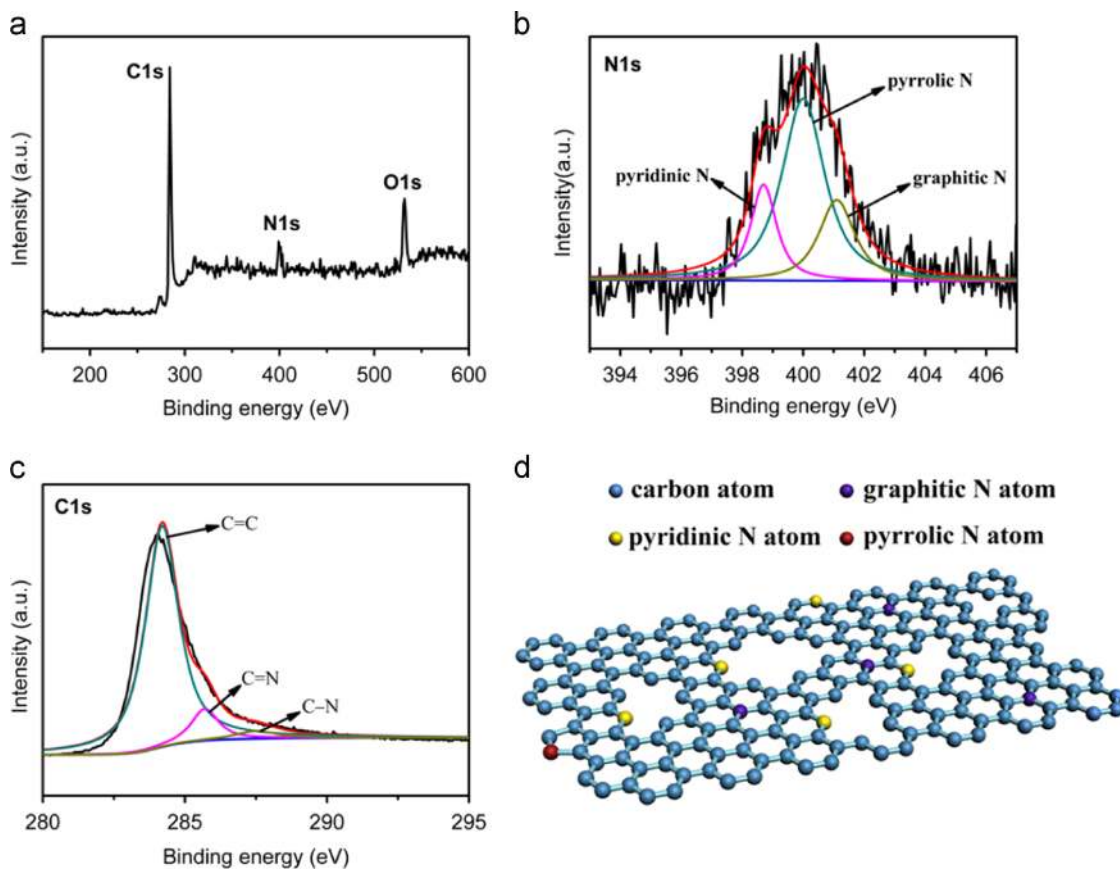 a
C1s
N1s
O1s
Intensity (a.u.)
200 300 400 500 600
Binding energy (eV)
b
N1s
pyrrolic N
pyridinic N
graphitic N
Intensity(a.u.)
394 396 398 400 402 404 406
Binding energy (eV)
c
C1s
C=C
C=N
C–N
Intensity (a.u.)
280 285 290 295
Binding energy (eV)
d
carbon atom graphitic N atom
pyridinic N atom pyrrolic N atom